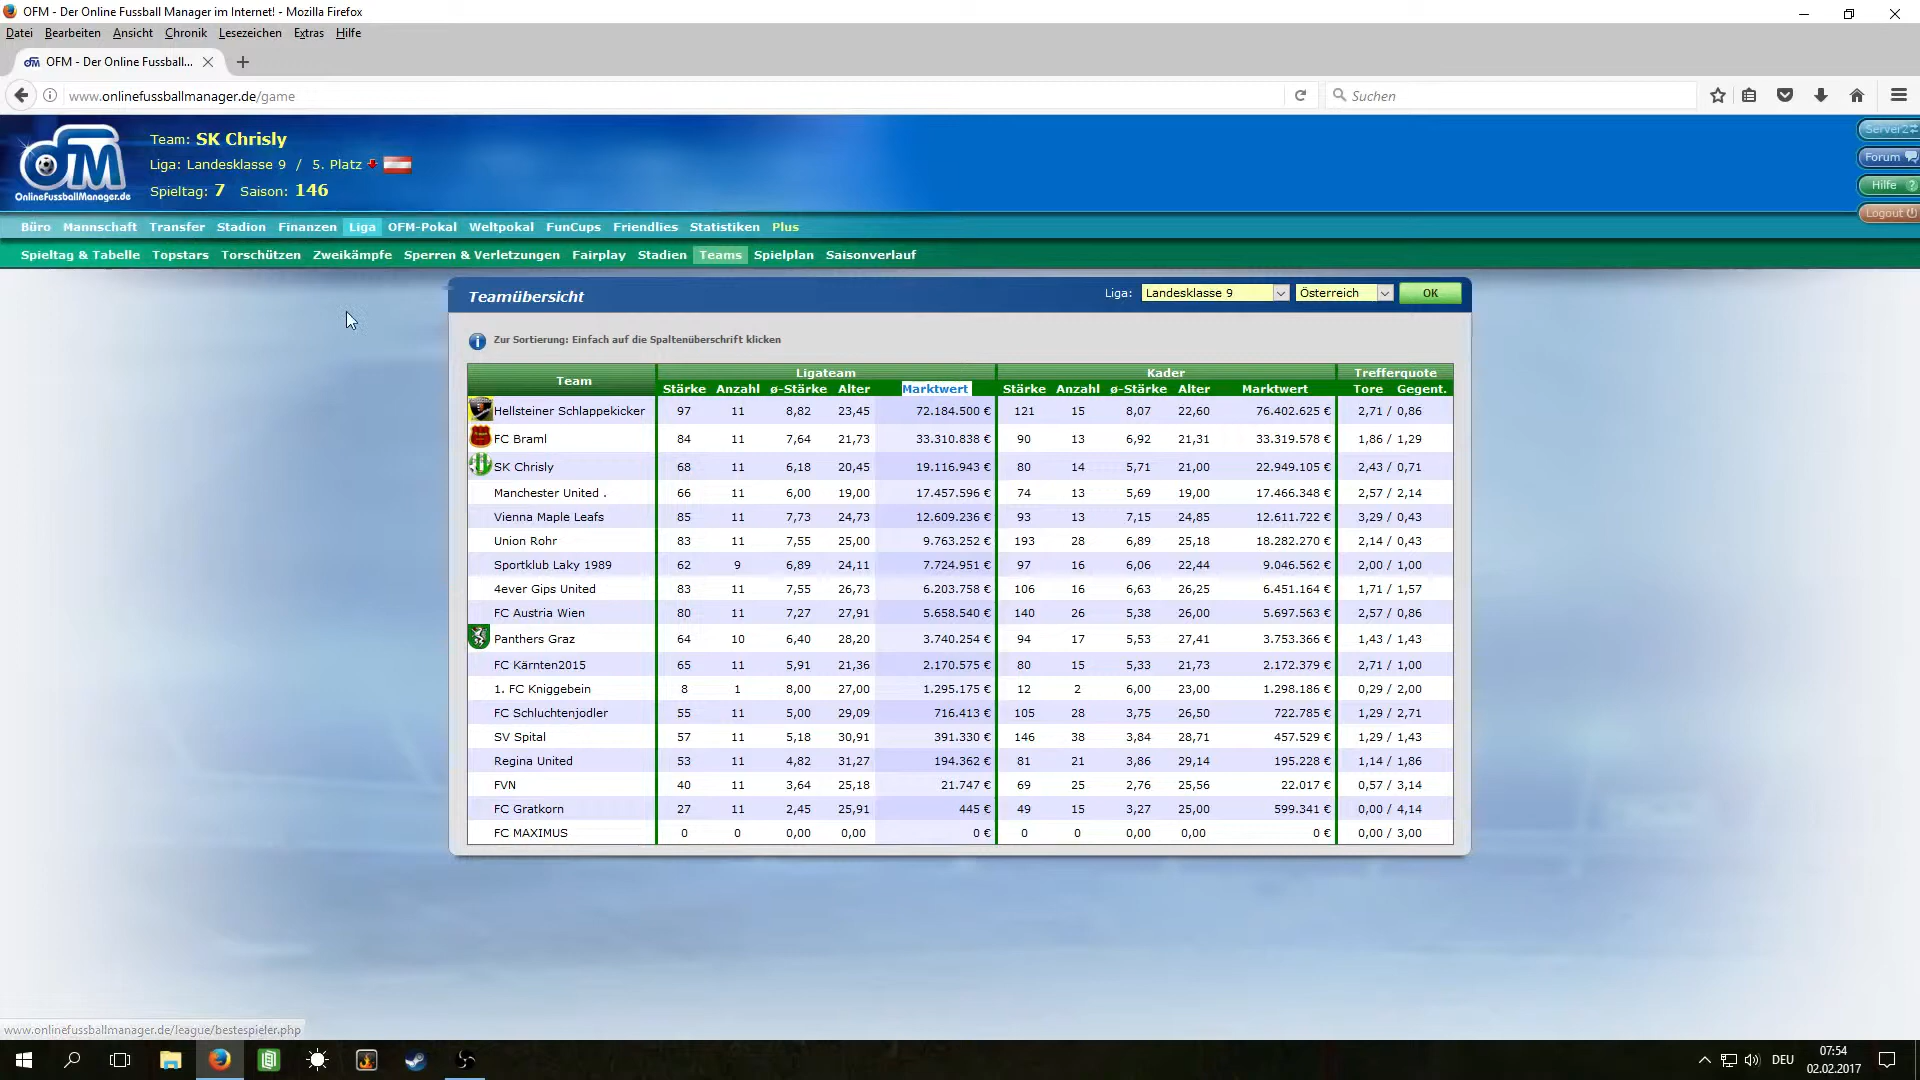 OFM - Der Online Fussball Manager im Internet! - Mozilla Firefox
Datei Bearbeiten Ansicht Chronik Lesezeichen Extras Hilfe
OFM - Der Online Fussball...
www.onlinefussballmanager.de/game
Suchen
OFM
OnlineFussballManager.de
Team: SK Chrisly
Liga: Landesklasse 9 / 5. Platz
Spieltag: 7 Saison: 146
Server2
Forum
Hilfe ?
Logout
Büro Mannschaft Transfer Stadion Finanzen Liga OFM-Pokal Weltpokal FunCups Friendlies Statistiken Plus
Spieltag & Tabelle Topstars Torschützen Zweikämpfe Sperren & Verletzungen Fairplay Stadien Teams Spielplan Saisonverlauf
Teamübersicht
Liga: Landesklasse 9 Österreich OK
Zur Sortierung: Einfach auf die Spaltenüberschrift klicken
Team Ligateam Kader Trefferquote
Stärke Anzahl ø-Stärke Alter Marktwert Stärke Anzahl ø-Stärke Alter Marktwert Tore Gegent.
Hellsteiner Schlappekicker 97 11 8,82 23,45 72.184.500 € 121 15 8,07 22,60 76.402.625 € 2,71 / 0,86
FC Braml 84 11 7,64 21,73 33.310.838 € 90 13 6,92 21,31 33.319.578 € 1,86 / 1,29
SK Chrisly 68 11 6,18 20,45 19.116.943 € 80 14 5,71 21,00 22.949.105 € 2,43 / 0,71
Manchester United . 66 11 6,00 19,00 17.457.596 € 74 13 5,69 19,00 17.466.348 € 2,57 / 2,14
Vienna Maple Leafs 85 11 7,73 24,73 12.609.236 € 93 13 7,15 24,85 12.611.722 € 3,29 / 0,43
Union Rohr 83 11 7,55 25,00 9.763.252 € 193 28 6,89 25,18 18.282.270 € 2,14 / 0,43
Sportklub Laky 1989 62 9 6,89 24,11 7.724.951 € 97 16 6,06 22,44 9.046.562 € 2,00 / 1,00
4ever Gips United 83 11 7,55 26,73 6.203.758 € 106 16 6,63 26,25 6.451.164 € 1,71 / 1,57
FC Austria Wien 80 11 7,27 27,91 5.658.540 € 140 26 5,38 26,00 5.697.563 € 2,57 / 0,86
Panthers Graz 64 10 6,40 28,20 3.740.254 € 94 17 5,53 27,41 3.753.366 € 1,43 / 1,43
FC Kärnten2015 65 11 5,91 21,36 2.170.575 € 80 15 5,33 21,73 2.172.379 € 2,71 / 1,00
1. FC Kniggebein 8 1 8,00 27,00 1.295.175 € 12 2 6,00 23,00 1.298.186 € 0,29 / 2,00
FC Schluchtenjodler 55 11 5,00 29,09 716.413 € 105 28 3,75 26,50 722.785 € 1,29 / 2,71
SV Spital 57 11 5,18 30,91 391.330 € 146 38 3,84 28,71 457.529 € 1,29 / 1,43
Regina United 53 11 4,82 31,27 194.362 € 81 21 3,86 29,14 195.228 € 1,14 / 1,86
FVN 40 11 3,64 25,18 21.747 € 69 25 2,76 25,56 22.017 € 0,57 / 3,14
FC Gratkorn 27 11 2,45 25,91 445 € 49 15 3,27 25,00 599.341 € 0,00 / 4,14
FC MAXIMUS 0 0 0,00 0,00 0 € 0 0 0,00 0,00 0 € 0,00 / 3,00
www.onlinefussballmanager.de/league/bestespieler.php
DEU
07:54
02.02.2017